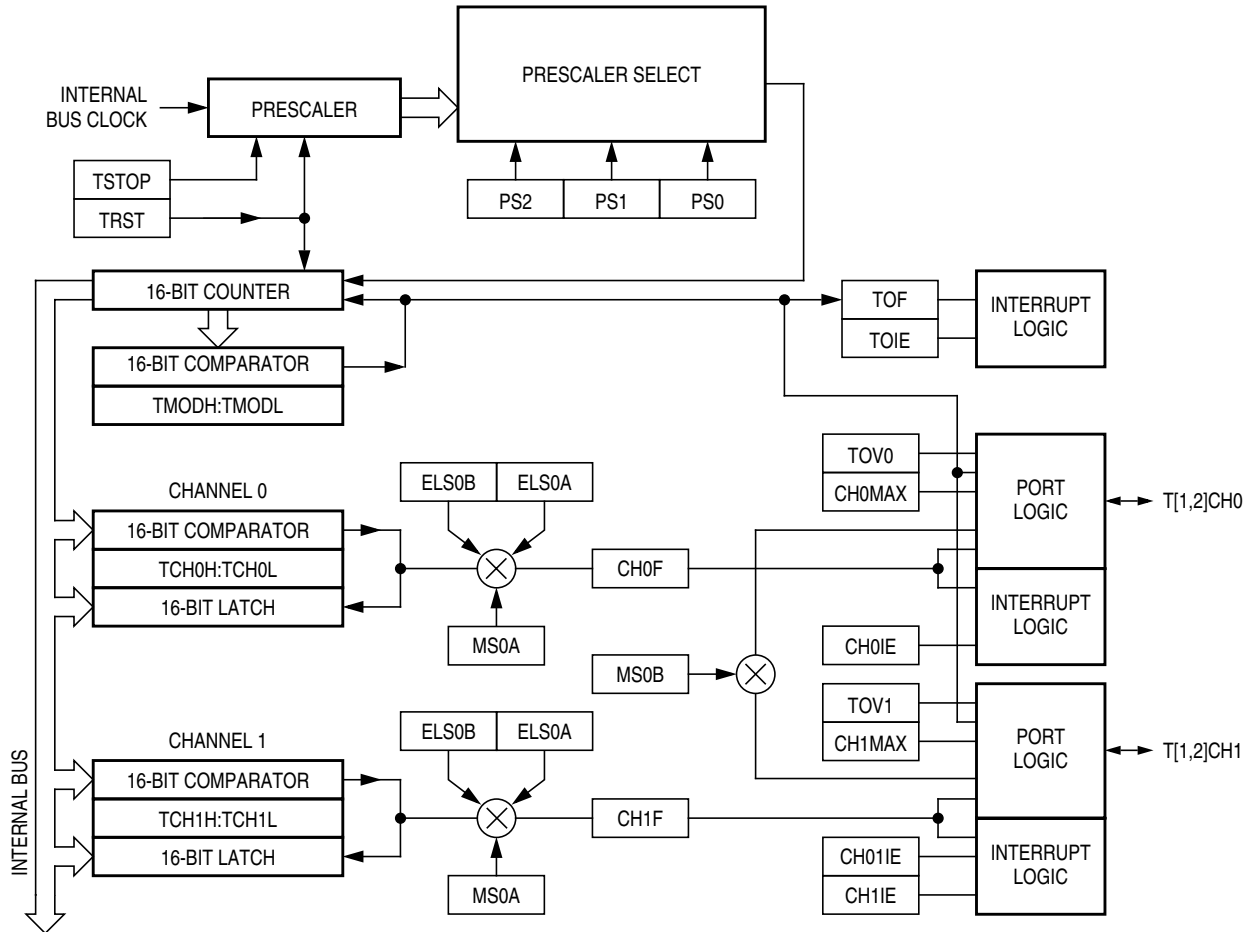 PRESCALER SELECT
INTERNAL
BUS CLOCK
PRESCALER
TSTOP
TRST
PS2 PS1 PS0
16-BIT COUNTER
TOF
TOIE
INTERRUPT
LOGIC
16-BIT COMPARATOR
TMODH:TMODL
CHANNEL 0
ELS0B ELS0A
TOV0
CH0MAX
PORT
LOGIC
T[1,2]CH0
16-BIT COMPARATOR
TCH0H:TCH0L
16-BIT LATCH
CH0F
MS0A
INTERRUPT
LOGIC
CH0IE
MS0B
CHANNEL 1
ELS0B ELS0A
TOV1
CH1MAX
PORT
LOGIC
T[1,2]CH1
16-BIT COMPARATOR
TCH1H:TCH1L
16-BIT LATCH
CH1F
MS0A
CH01IE
CH1IE
INTERRUPT
LOGIC
INTERNAL BUS